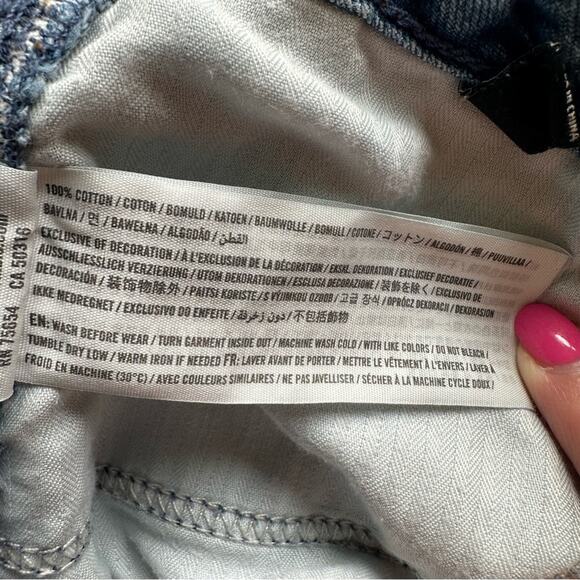 100% COTTON / COTON / BOMULD / KATOEN / BAUMWOLLE / BOMULL / COTONE / コットン / ALGODÓN / 棉 / PUUVILLAA /
BAVLNA / 면 / BAWEŁNA / ALGODÃO / القطن
EXCLUSIVE OF DECORATION / À L'EXCLUSION DE LA DÉCORATION / EKSKL. DEKORATION / EXCLUSIEF DECORATIE /
AUSSCHLIESSLICH VERZIERUNG / UTOM DEKORATIONEN / ESCLUSA DECORAZIONE / 装飾を除く / EXCLUSIVO DE
DECORACIÓN / 装饰物除外 / PAITSI KORISTE / S VÝJIMKOU OZDOB / 고급 장식 / OPRÓCZ DEKORACJI / DEKORASION
IKKE MEDREGNET / EXCLUSIVO DO ENFEITE / دون زخرفة / 不包括飾物
EN: WASH BEFORE WEAR / TURN GARMENT INSIDE OUT / MACHINE WASH COLD / WITH LIKE COLORS / DO NOT BLEACH /
TUMBLE DRY LOW / WARM IRON IF NEEDED FR: LAVER AVANT DE PORTER / METTRE LE VÊTEMENT À L'ENVERS / LAVER À
FROID EN MACHINE (30°C) / AVEC COULEURS SIMILAIRES / NE PAS JAVELLISER / SÉCHER À LA MACHINE CYCLE DOUX /
RN 75654 CA 50316